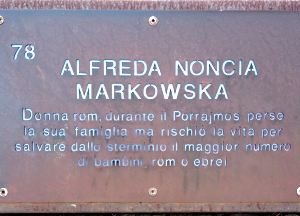 78
ALFREDA NONCIA
MARKOWSKA
Donna rom, durante il Porrajmos perse
la sua famiglia ma rischiò la vita per
salvare dallo sterminio il maggior numero
di bambini, rom o ebrei